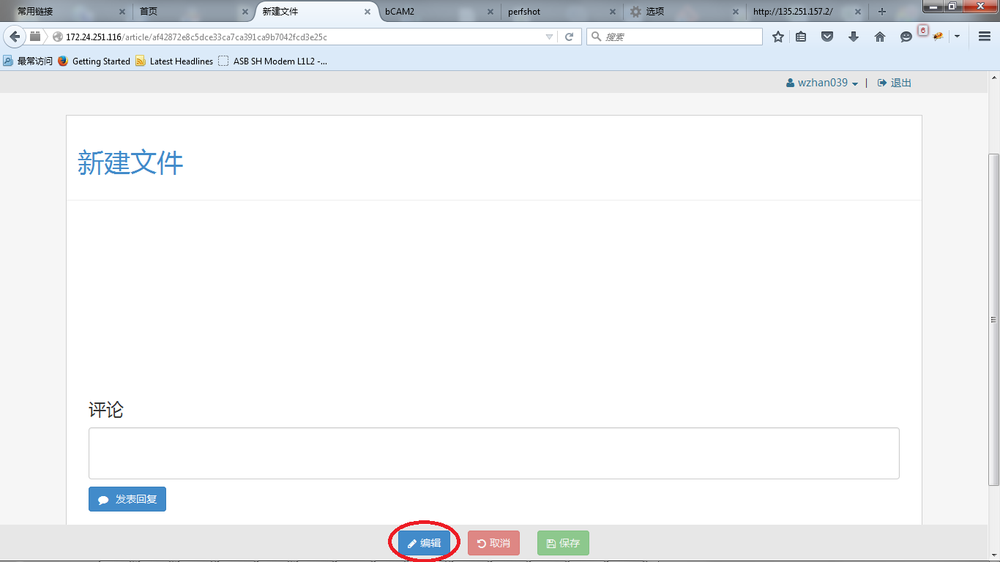 常用链接
首页
新建文件
bCAM2
perfshot
选项
http://135.251.157.2/
172.24.251.116/article/af42872e8c5dce33ca7ca391ca9b7042fcd3e25c
搜索
6
最常访问
Getting Started
Latest Headlines
ASB SH Modem L1L2 -...
wzhan039 | 退出
新建文件
评论
发表回复
编辑
取消
保存